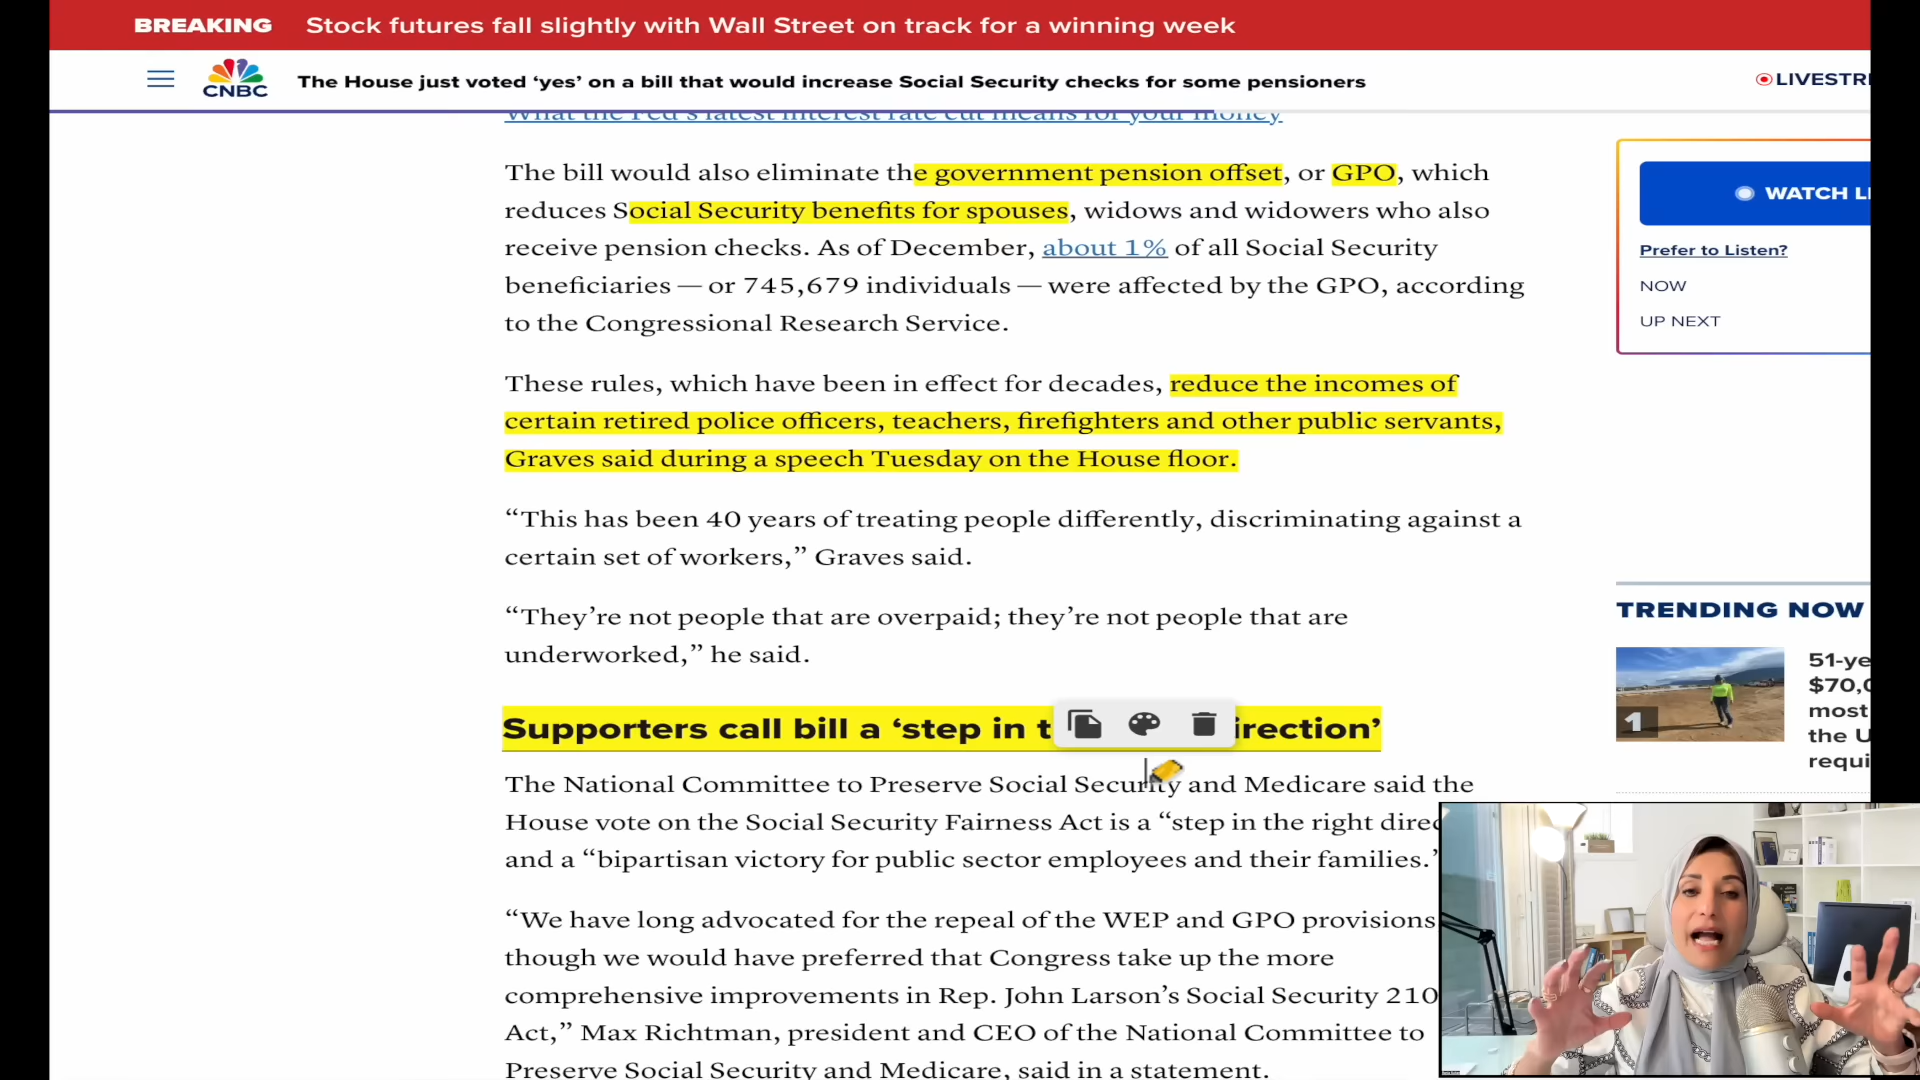 BREAKING Stock futures fall slightly with Wall Street on track for a winning week
CNBC
The House just voted ‘yes’ on a bill that would increase Social Security checks for some pensioners
LIVESTRE
What the Fed's latest interest rate cut means for your money
The bill would also eliminate the government pension offset, or GPO, which
reduces Social Security benefits for spouses, widows and widowers who also
receive pension checks. As of December, about 1% of all Social Security
beneficiaries — or 745,679 individuals — were affected by the GPO, according
to the Congressional Research Service.
These rules, which have been in effect for decades, reduce the incomes of
certain retired police officers, teachers, firefighters and other public servants,
Graves said during a speech Tuesday on the House floor.
“This has been 40 years of treating people differently, discriminating against a
certain set of workers,” Graves said.
“They’re not people that are overpaid; they’re not people that are
underworked,” he said.
Supporters call bill a ‘step in t irection’
The National Committee to Preserve Social Security and Medicare said the
House vote on the Social Security Fairness Act is a “step in the right direc
and a “bipartisan victory for public sector employees and their families.”
“We have long advocated for the repeal of the WEP and GPO provisions
though we would have preferred that Congress take up the more
comprehensive improvements in Rep. John Larson’s Social Security 210
Act,” Max Richtman, president and CEO of the National Committee to
Preserve Social Security and Medicare, said in a statement.
WATCH LI
Prefer to Listen?
NOW
UP NEXT
TRENDING NOW
1
51-ye
$70,0
most
the U
requi